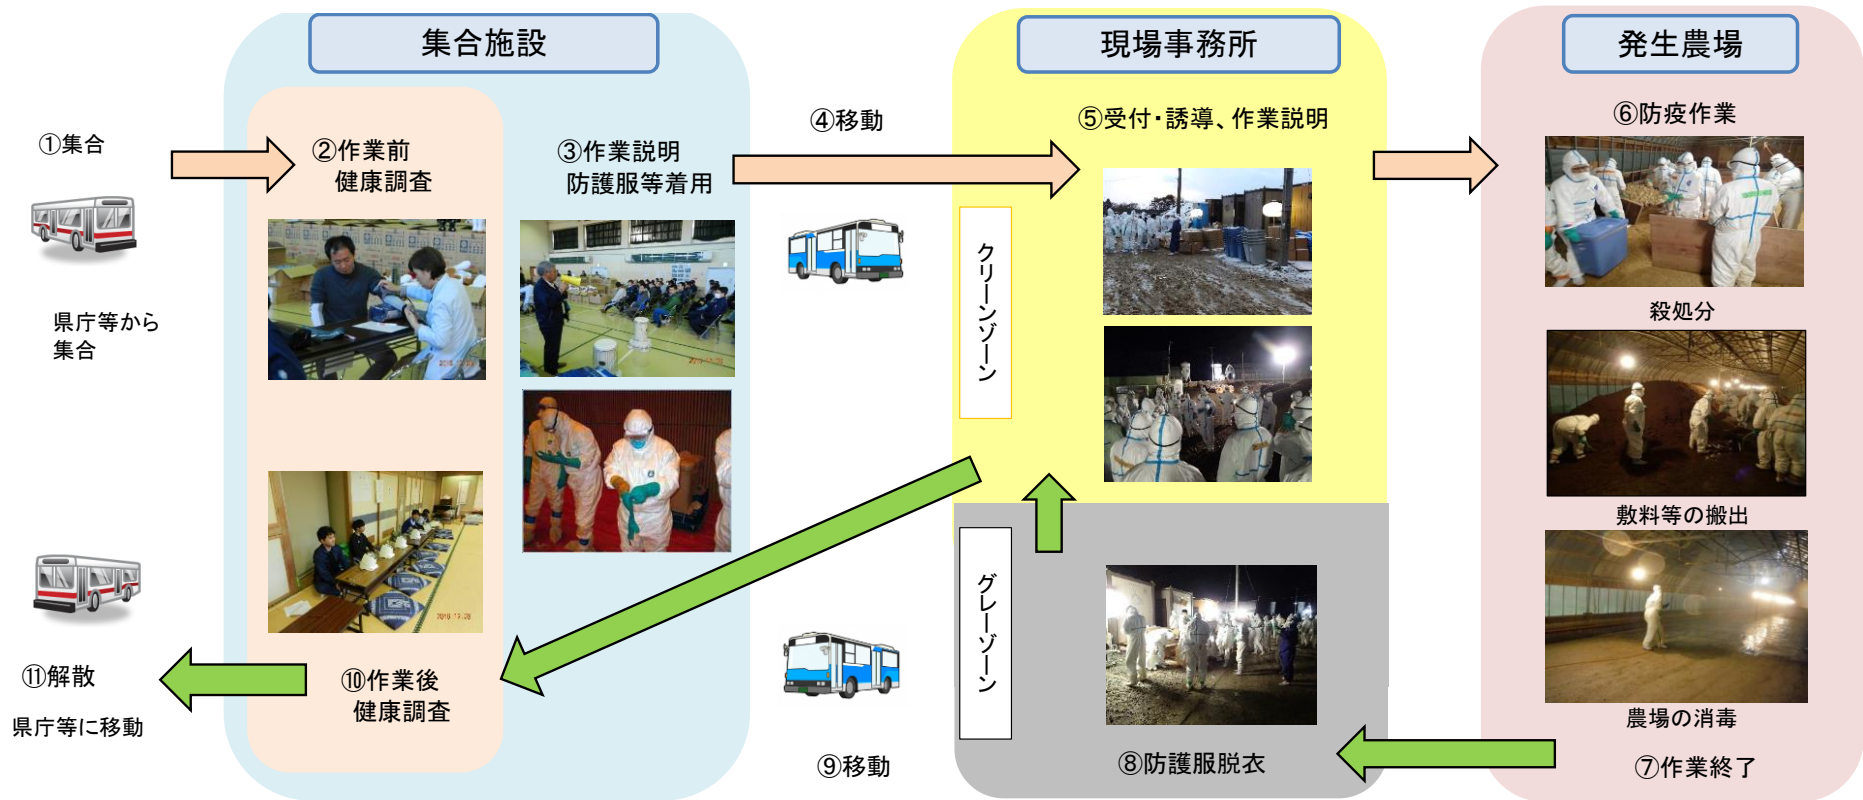 集合施設
現場事務所
発生農場
①集合
県庁等から
集合
②作業前
健康調査
③作業説明
防護服等着用
④移動
⑤受付・誘導、作業説明
クリーンゾーン
⑥防疫作業
殺処分
敷料等の搬出
農場の消毒
⑦作業終了
グレーゾーン
⑧防護服脱衣
⑨移動
⑩作業後
健康調査
⑪解散
県庁等に移動